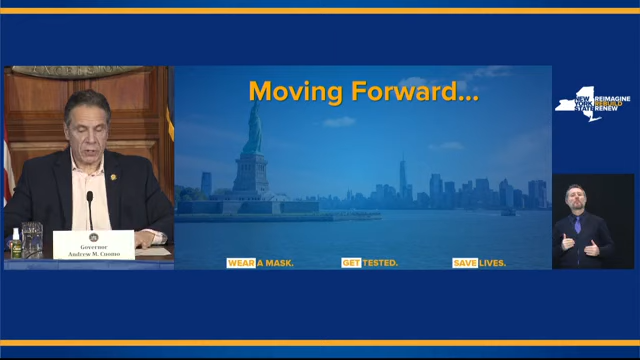 Moving Forward...
NEW
YORK
STATE
REIMAGINE
REBUILD
RENEW
Governor
Andrew M. Cuomo
WEAR A MASK.
GET TESTED.
SAVE LIVES.